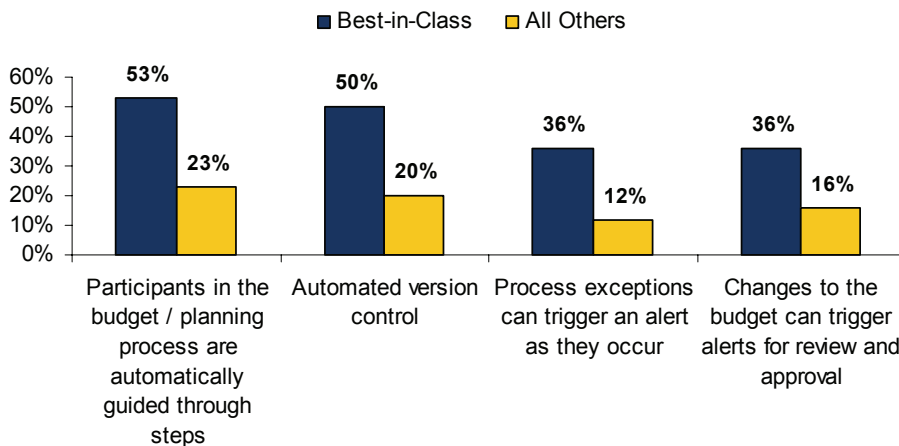 Best-in-Class All Others
60%
50%
40%
30%
20%
10%
0%
53%
23%
50%
20%
36%
12%
36%
16%
Participants in the
budget / planning
process are
automatically
guided through
steps
Automated version
control
Process exceptions
can trigger an alert
as they occur
Changes to the
budget can trigger
alerts for review and
approval